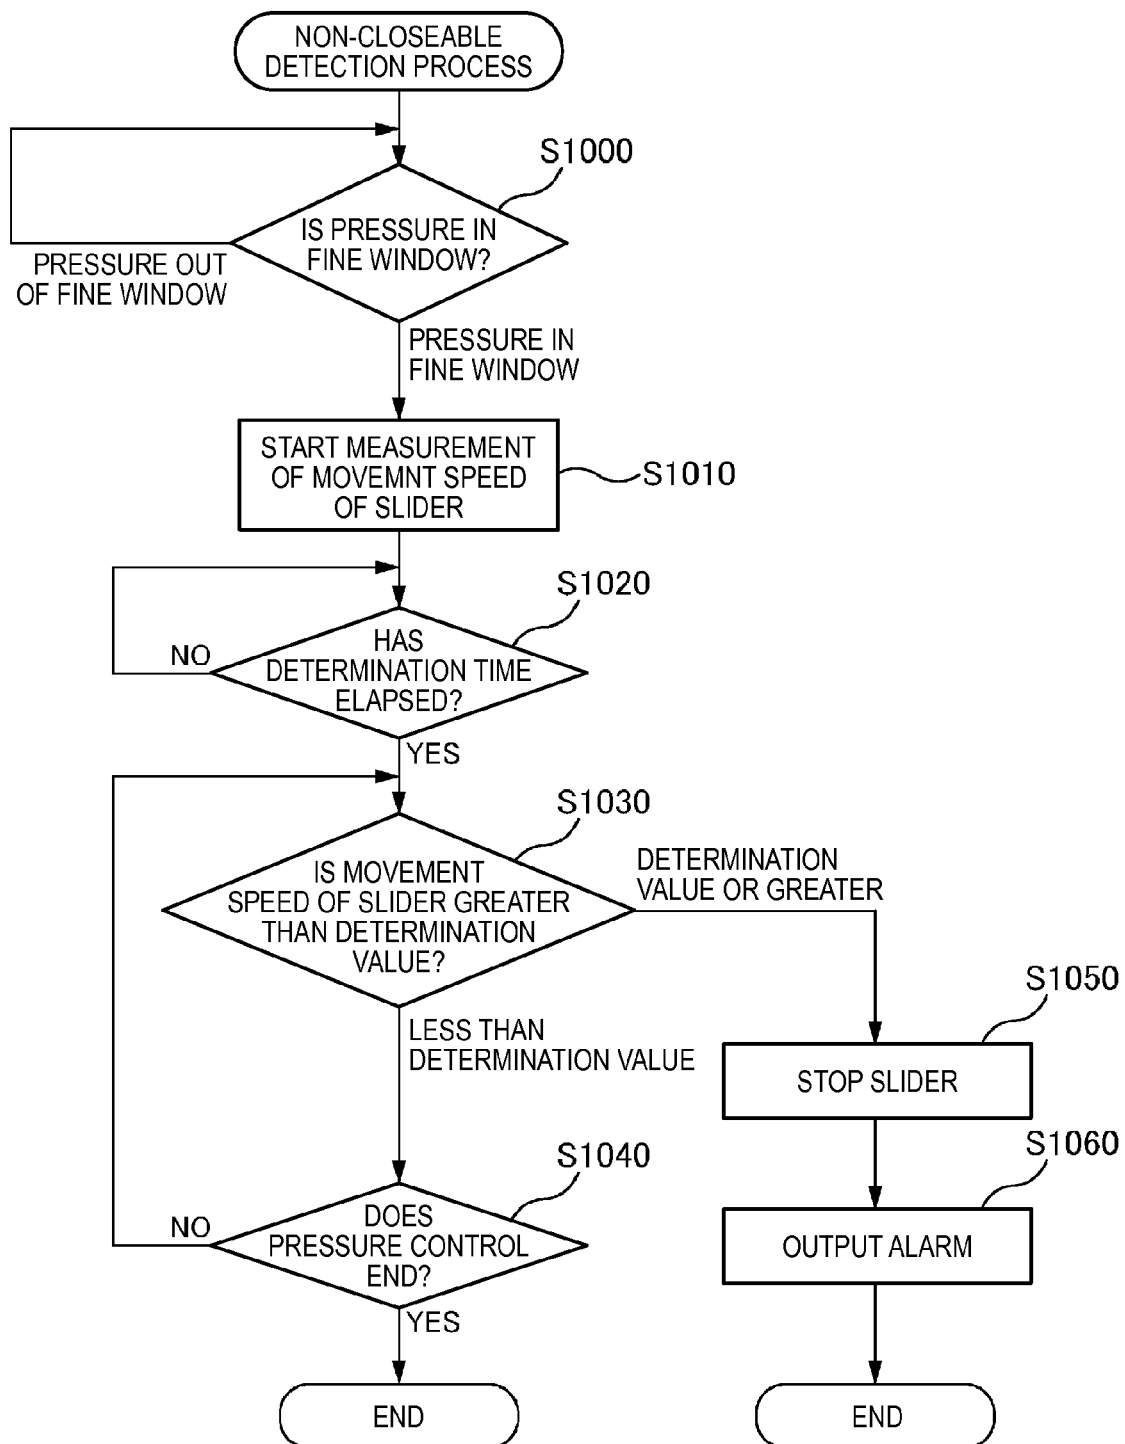 NON-CLOSEABLE
DETECTION PROCESS
S1000
IS PRESSURE IN
FINE WINDOW?
PRESSURE OUT
OF FINE WINDOW
PRESSURE IN
FINE WINDOW
START MEASUREMENT
OF MOVEMNT SPEED
OF SLIDER
S1010
S1020
HAS
DETERMINATION TIME
ELAPSED?
NO
YES
S1030
IS MOVEMENT
SPEED OF SLIDER GREATER
THAN DETERMINATION
VALUE?
DETERMINATION
VALUE OR GREATER
LESS THAN
DETERMINATION VALUE
S1050
STOP SLIDER
S1040
DOES
PRESSURE CONTROL
END?
NO
YES
S1060
OUTPUT ALARM
END
END